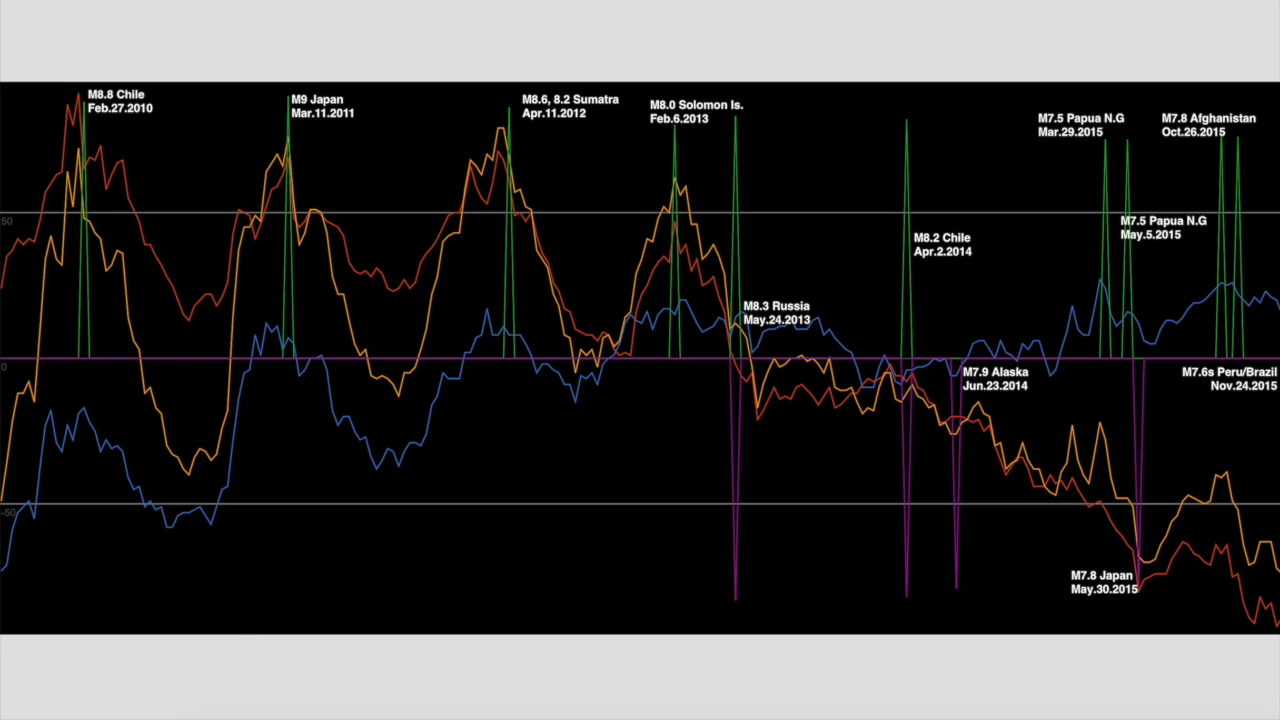 M8.8 Chile
Feb.27.2010
M9 Japan
Mar.11.2011
M8.6, 8.2 Sumatra
Apr.11.2012
M8.0 Solomon Is.
Feb.6.2013
M7.5 Papua N.G
Mar.29.2015
M7.8 Afghanistan
Oct.26.2015
50
M7.5 Papua N.G
May.5.2015
M8.2 Chile
Apr.2.2014
M8.3 Russia
May.24.2013
0
M7.9 Alaska
Jun.23.2014
M7.6s Peru/Brazil
Nov.24.2015
-50
M7.8 Japan
May.30.2015